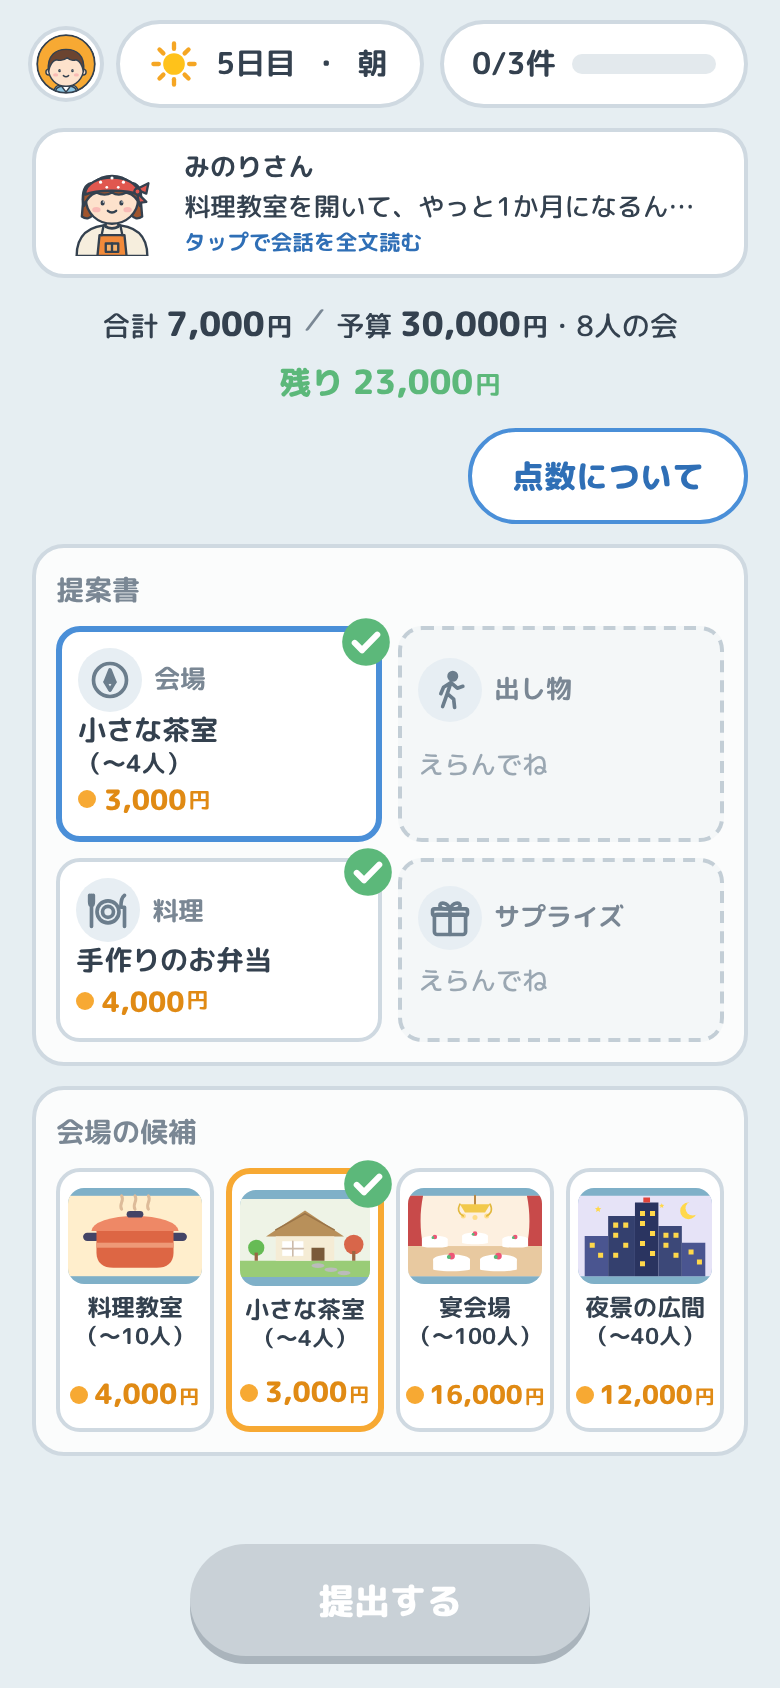 5日目 ・ 朝
0/3件
みのりさん
料理教室を開いて、やっと1か月になるん…
タップで会話を全文読む
合計 7,000円 / 予算 30,000円・8人の会
残り 23,000円
点数について
提案書
会場
小さな茶室
（〜4人）
3,000円
出し物
えらんでね
料理
手作りのお弁当
4,000円
サプライズ
えらんでね
会場の候補
料理教室
（〜10人）
4,000円
小さな茶室
（〜4人）
3,000円
宴会場
（〜100人）
16,000円
夜景の広間
（〜40人）
12,000円
提出する